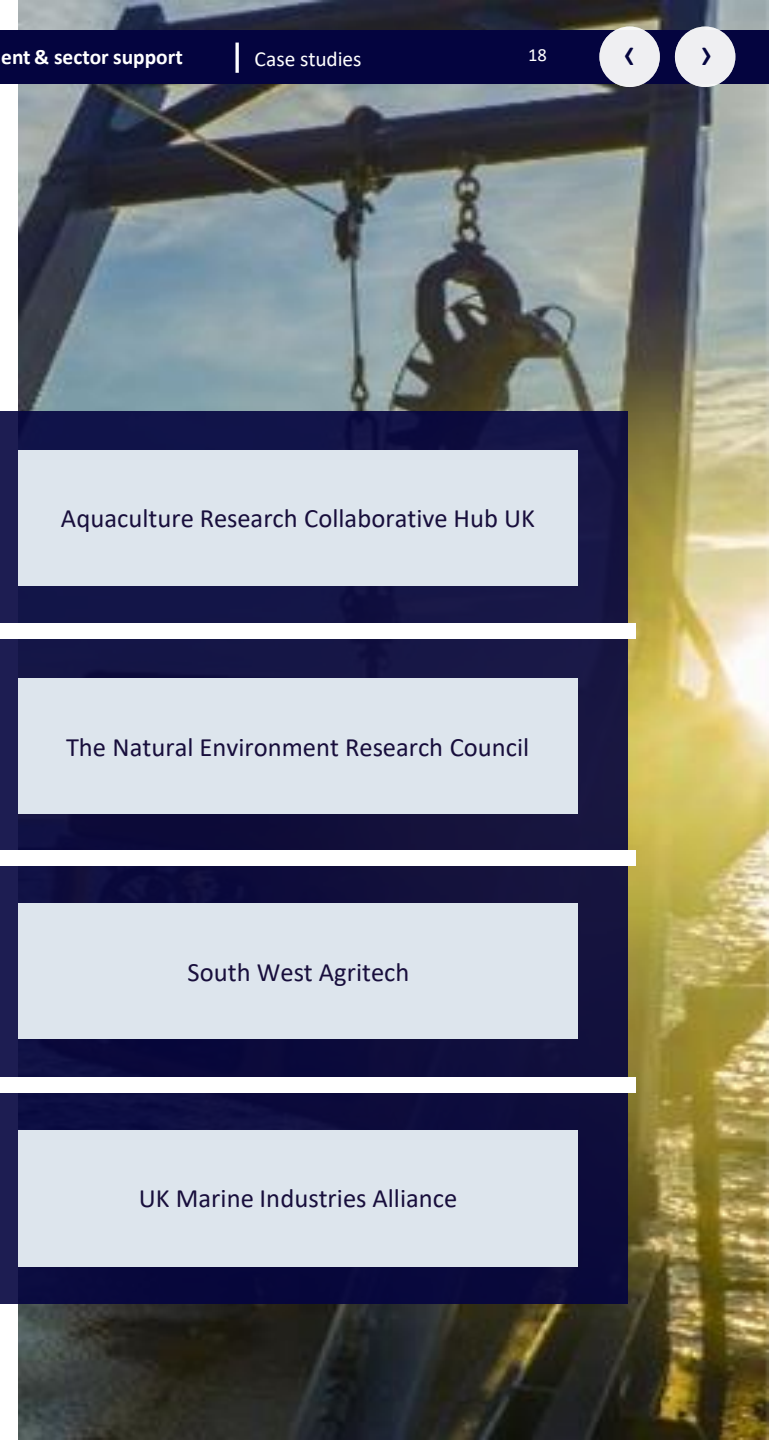 ent & sector support | Case studies 18 ‹ ›
Aquaculture Research Collaborative Hub UK
The Natural Environment Research Council
South West Agritech
UK Marine Industries Alliance